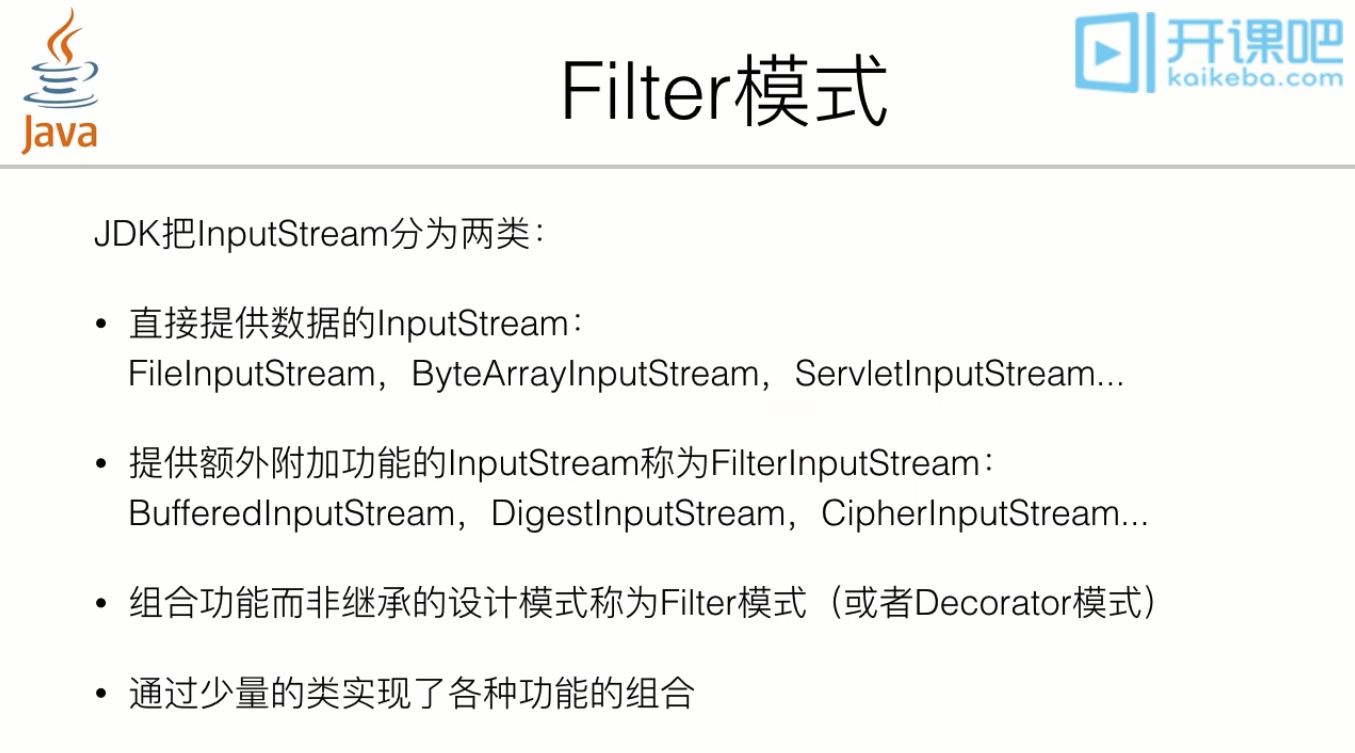 Java
Filter模式
开课吧
kaikeba.com
JDK把InputStream分为两类：
• 直接提供数据的InputStream：
FileInputStream，ByteArrayInputStream，ServletInputStream...
• 提供额外附加功能的InputStream称为FilterInputStream：
BufferedInputStream，DigestInputStream，CipherInputStream...
• 组合功能而非继承的设计模式称为Filter模式（或者Decorator模式）
• 通过少量的类实现了各种功能的组合